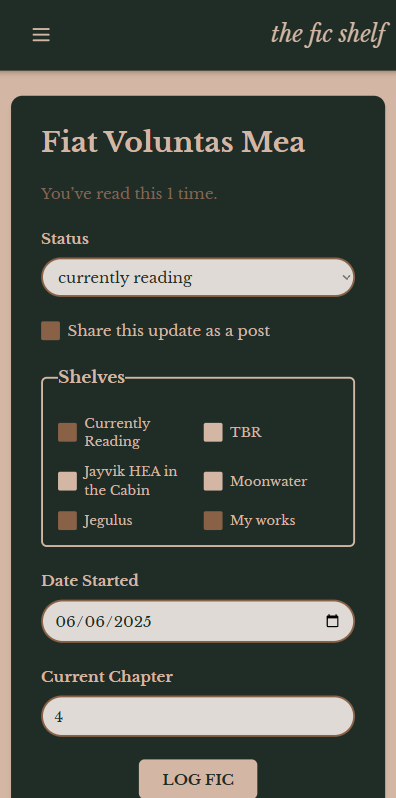 the fic shelf
Fiat Voluntas Mea
You've read this 1 time.
Status
currently reading
Share this update as a post
Shelves
Currently
Reading
TBR
Jayvik HEA in
the Cabin
Moonwater
Jegulus
My works
Date Started
06/06/2025
Current Chapter
4
LOG FIC